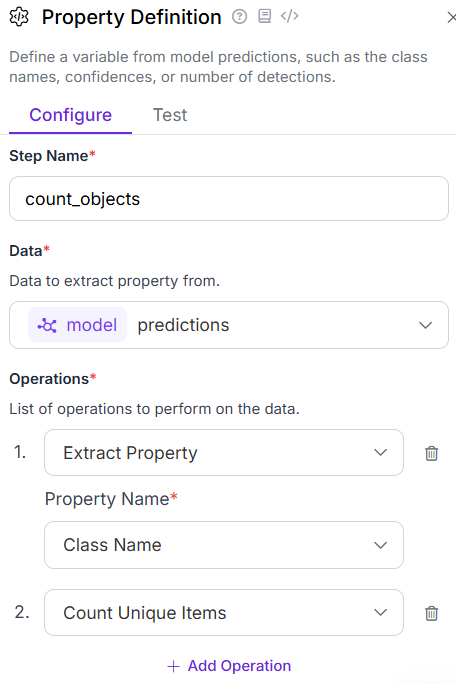 Property Definition
Define a variable from model predictions, such as the class
names, confidences, or number of detections.
Configure Test
Step Name*
count_objects
Data*
Data to extract property from.
model predictions
Operations*
List of operations to perform on the data.
1. Extract Property
Property Name*
Class Name
2. Count Unique Items
+ Add Operation